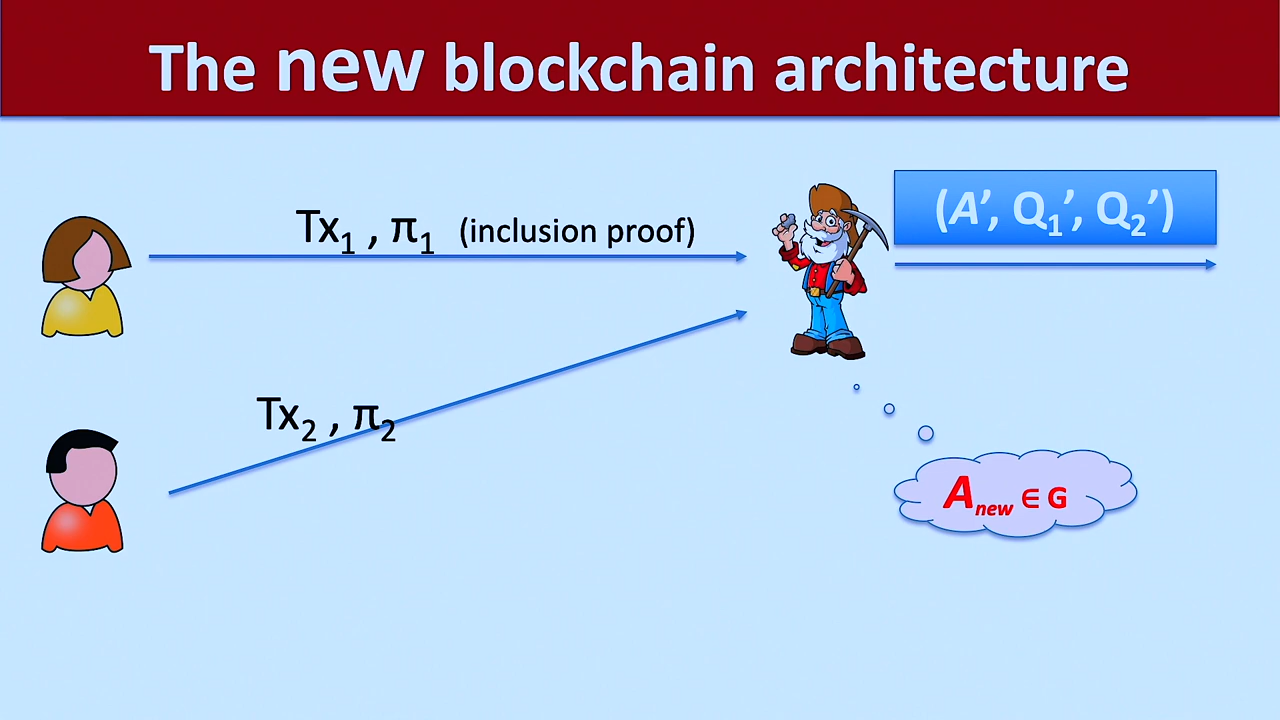 The new blockchain architecture
Tx₁ , π₁ (inclusion proof)
(A’, Q₁’, Q₂’)
Tx₂ , π₂
Aₙₑw ∈ G